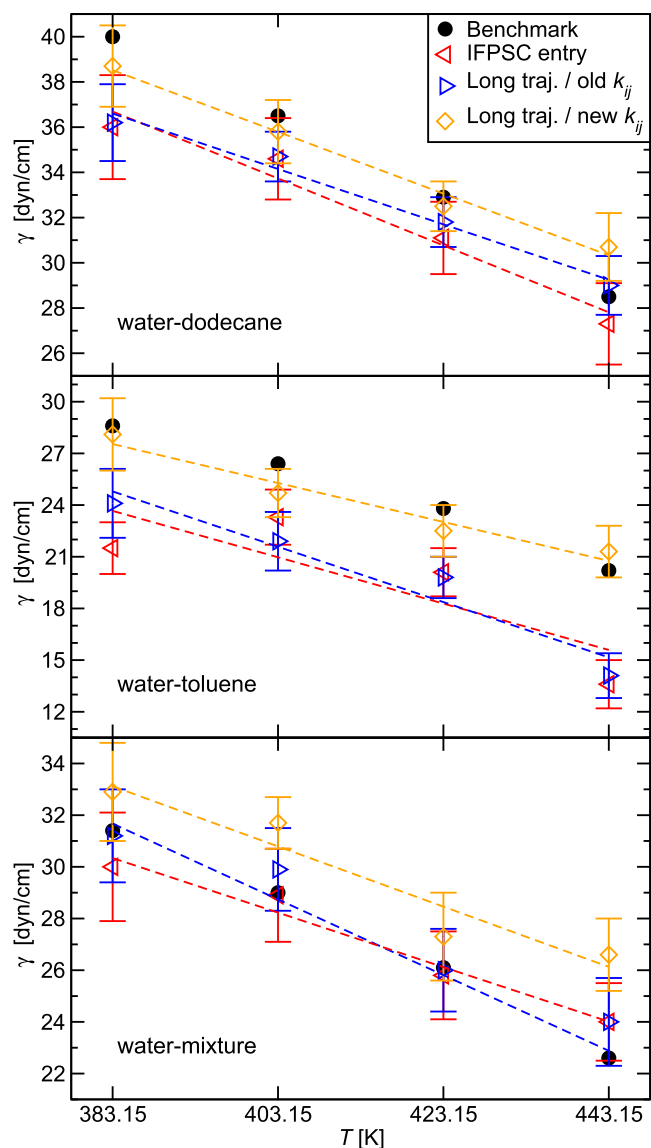 Benchmark
IFPSC entry
Long traj. / old kij
Long traj. / new kij
40
38
36
34
32
30
28
26
γ [dyn/cm]
water-dodecane
30
27
24
21
18
15
12
γ [dyn/cm]
water-toluene
34
32
30
28
26
24
22
γ [dyn/cm]
water-mixture
383.15 403.15 423.15 443.15
T [K]